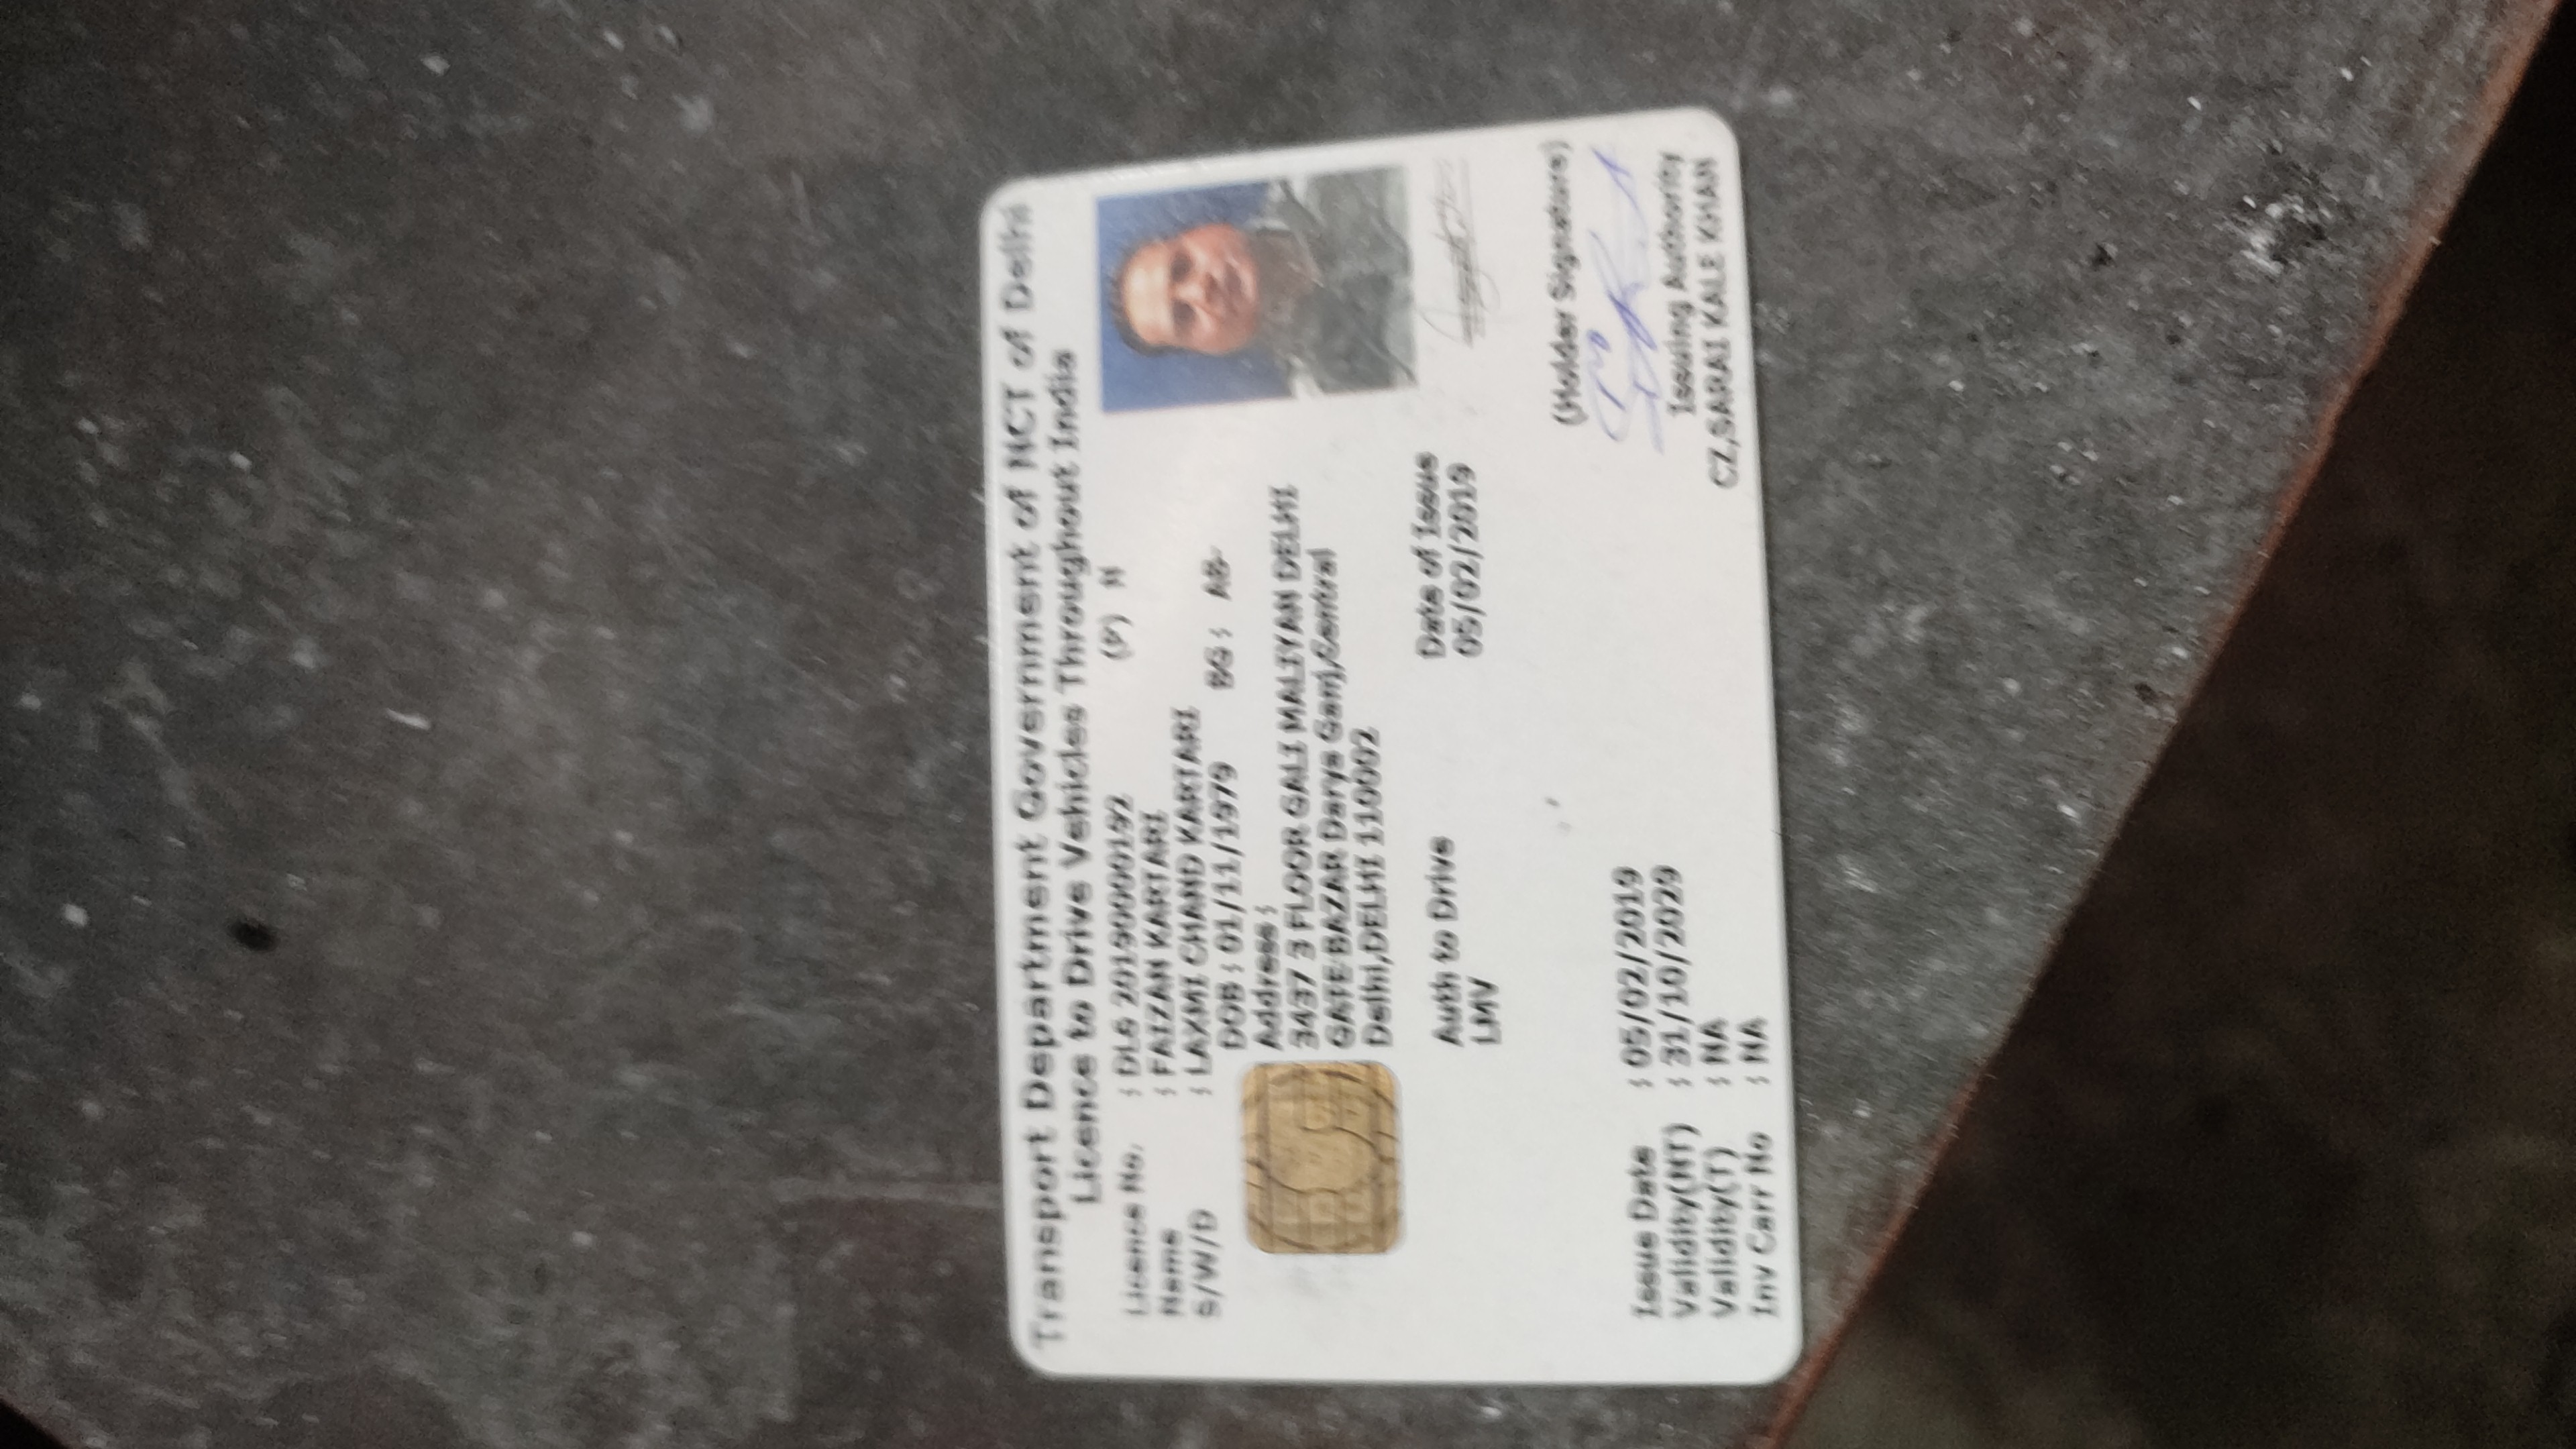 Transport Department Government of NCT of Delhi
Licence to Drive Vehicles Throughout India
Licence No. : DL6 20190000192 (P) N
Name : FAIZAN KARTARI
S/W/D : LAXMI CHAND KARTARI
DOB : 01/11/1979 BG : AB-
Address :
3437 3 FLOOR GALI MALIYAN DELHI
GATE BAZAR Darya Ganj,Central
Delhi,DELHI 110002
Auth to Drive Date of Issue
LMV 05/02/2019
(Holder Signature)
Issue Date : 05/02/2019
Validity(NT) : 31/10/2029
Validity(T) : NA
Inv Carr No : NA
Issuing Authority
CZ,SARAI KALE KHAN